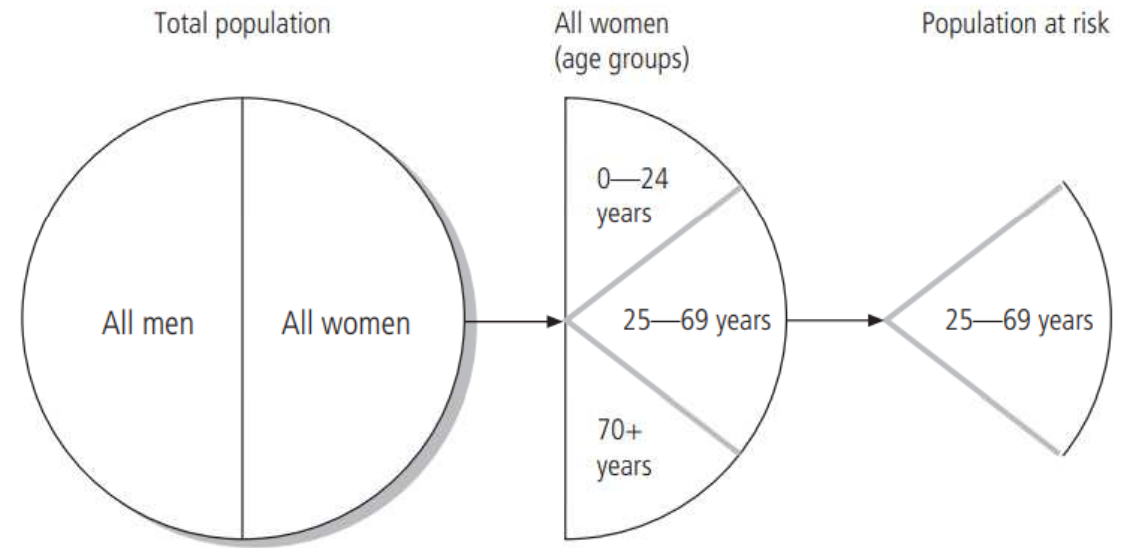 Total population
All women
(age groups)
Population at risk
All men
All women
0—24
years
25—69 years
70+
years
25—69 years